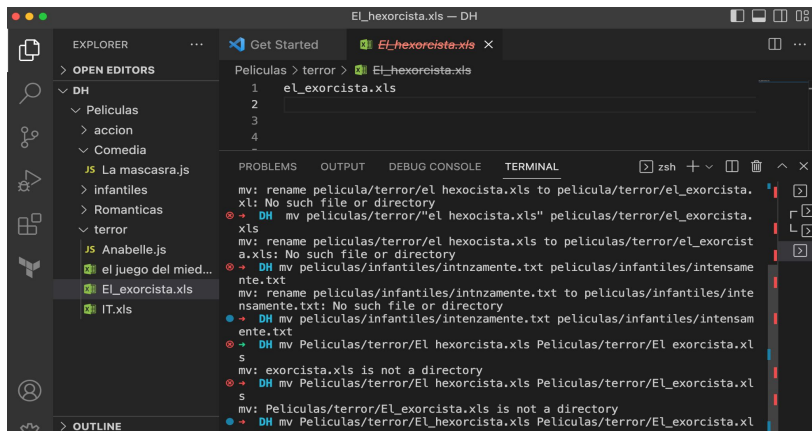 El_hexorcista.xls — DH
EXPLORER
Get Started
El_hexorcista.xls
OPEN EDITORS
DH
Peliculas
accion
Comedia
JS La mascasra.js
infantiles
Romanticas
terror
JS Anabelle.js
el juego del mied...
El_exorcista.xls
IT.xls
OUTLINE
Peliculas > terror > El_hexorcista.xls
1 el_exorcista.xls
2
3
4
PROBLEMS OUTPUT DEBUG CONSOLE TERMINAL zsh
mv: rename pelicula/terror/el hexocista.xls to pelicula/terror/el_exorcista.
xl: No such file or directory
→ DH mv peliculas/terror/"el hexocista.xls" peliculas/terror/el_exorcista.
xls
mv: rename peliculas/terror/el hexocista.xls to peliculas/terror/el_exorcist
a.xls: No such file or directory
→ DH mv peliculas/infantiles/intnzamente.txt peliculas/infantiles/intensame
nte.txt
mv: rename peliculas/infantiles/intnzamente.txt to peliculas/infantiles/inte
nsamente.txt: No such file or directory
→ DH mv peliculas/infantiles/intenzamente.txt peliculas/infantiles/intensam
ente.txt
→ DH mv Peliculas/terror/El hexorcista.xls Peliculas/terror/El exorcista.xl
s
mv: exorcista.xls is not a directory
→ DH mv Peliculas/terror/El hexorcista.xls Peliculas/terror/El_exorcista.xl
s
mv: Peliculas/terror/El_exorcista.xls is not a directory
→ DH mv Peliculas/terror/El_hexorcista.xls Peliculas/terror/El_exorcista.xl